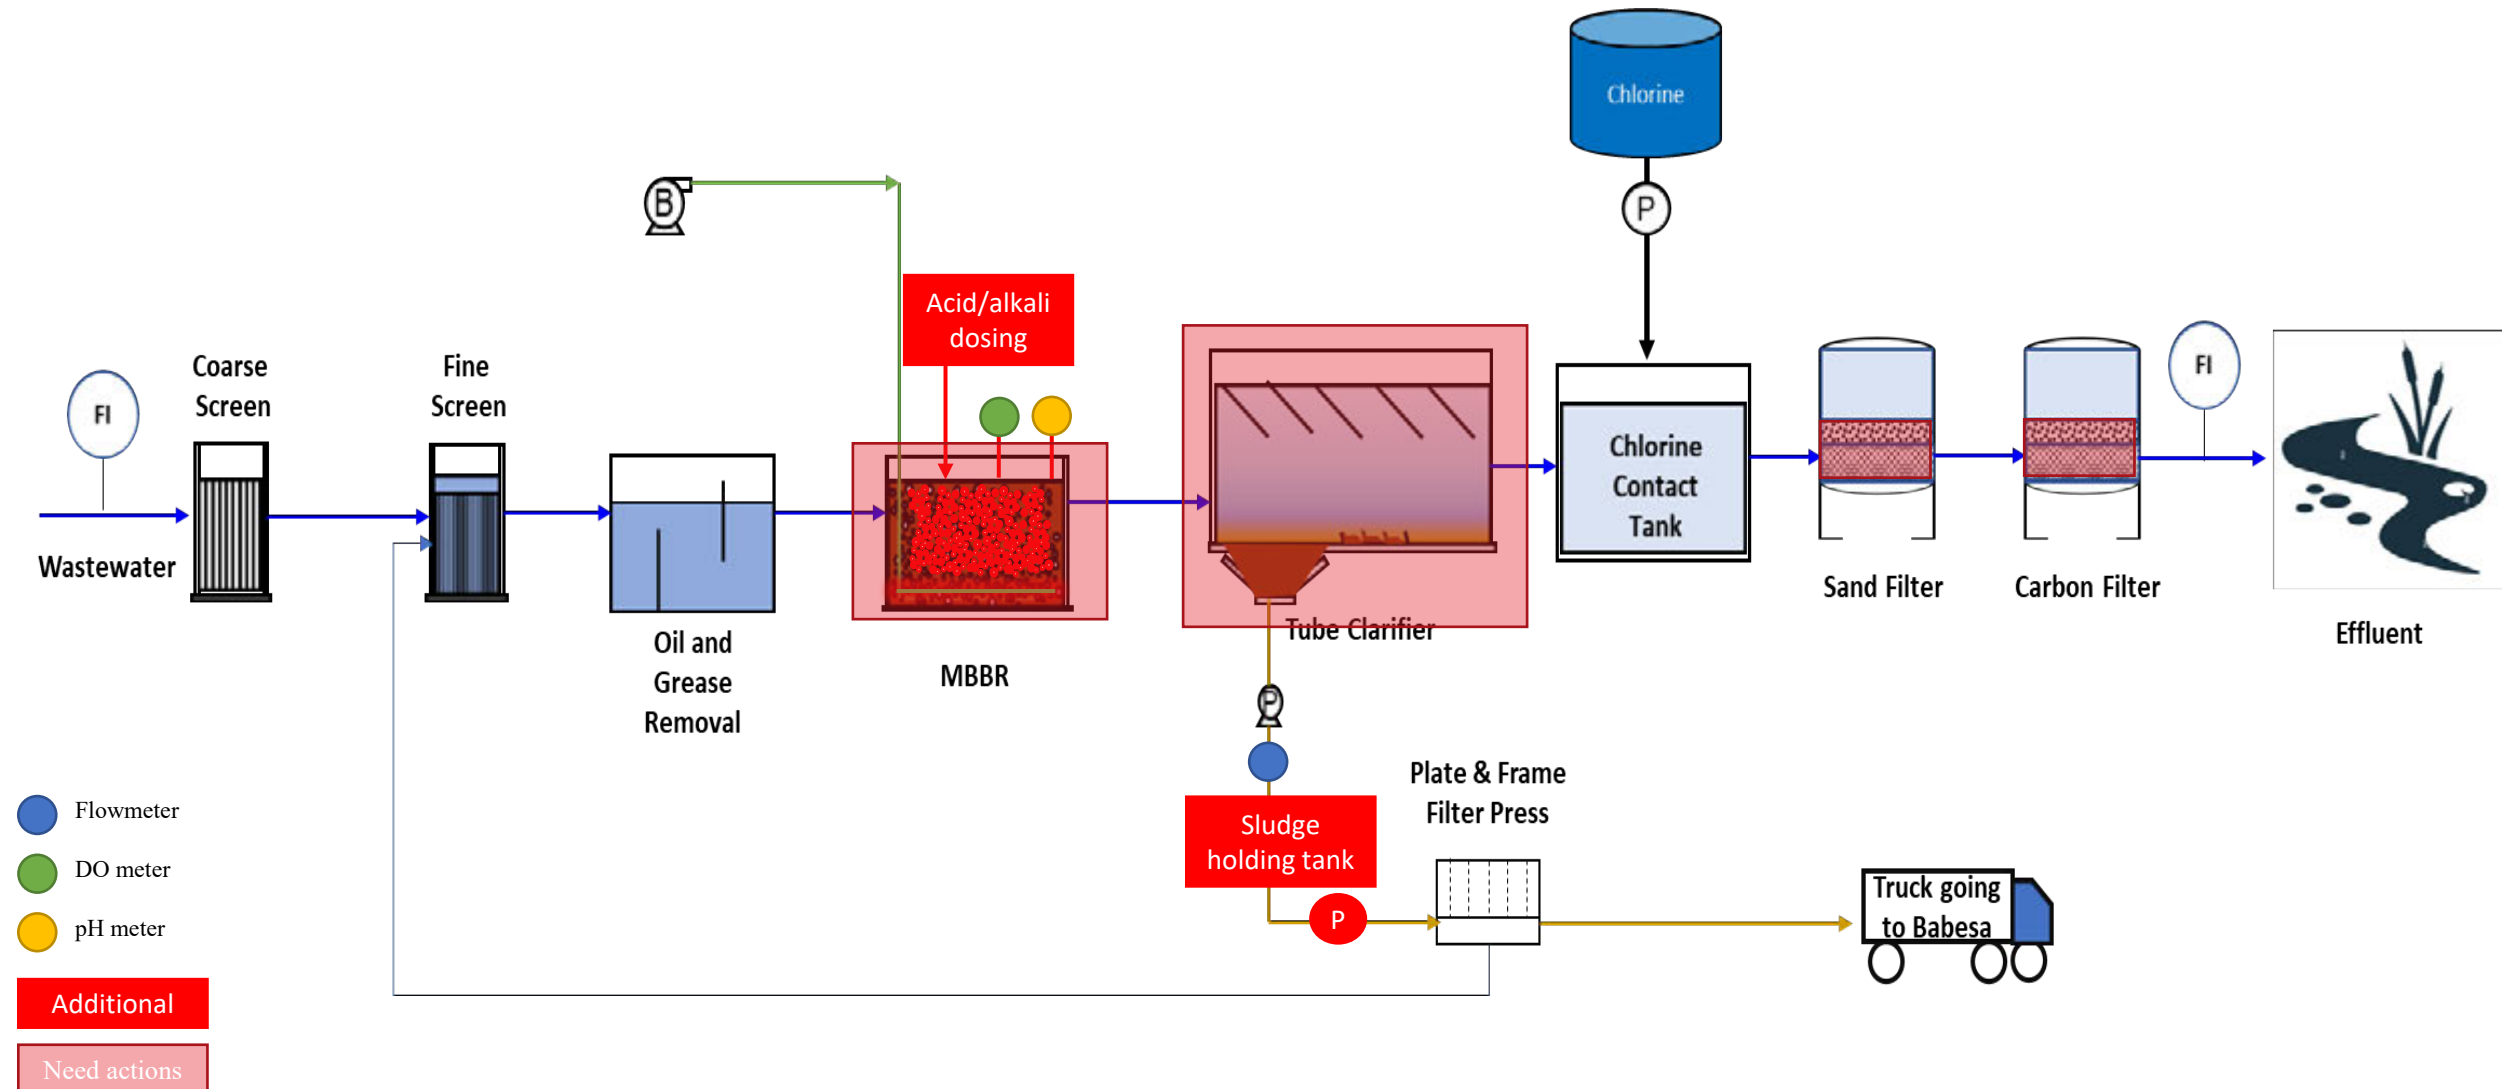 Chlorine
P
B
Acid/alkali
dosing
FI
Coarse
Screen
Fine
Screen
FI
Chlorine
Contact
Tank
Wastewater
Sand Filter
Carbon Filter
Effluent
Oil and
Grease
Removal
MBBR
Tube Clarifier
P
Plate & Frame
Filter Press
Sludge
holding tank
P
Truck going
to Babesa
Flowmeter
DO meter
pH meter
Additional
Need actions